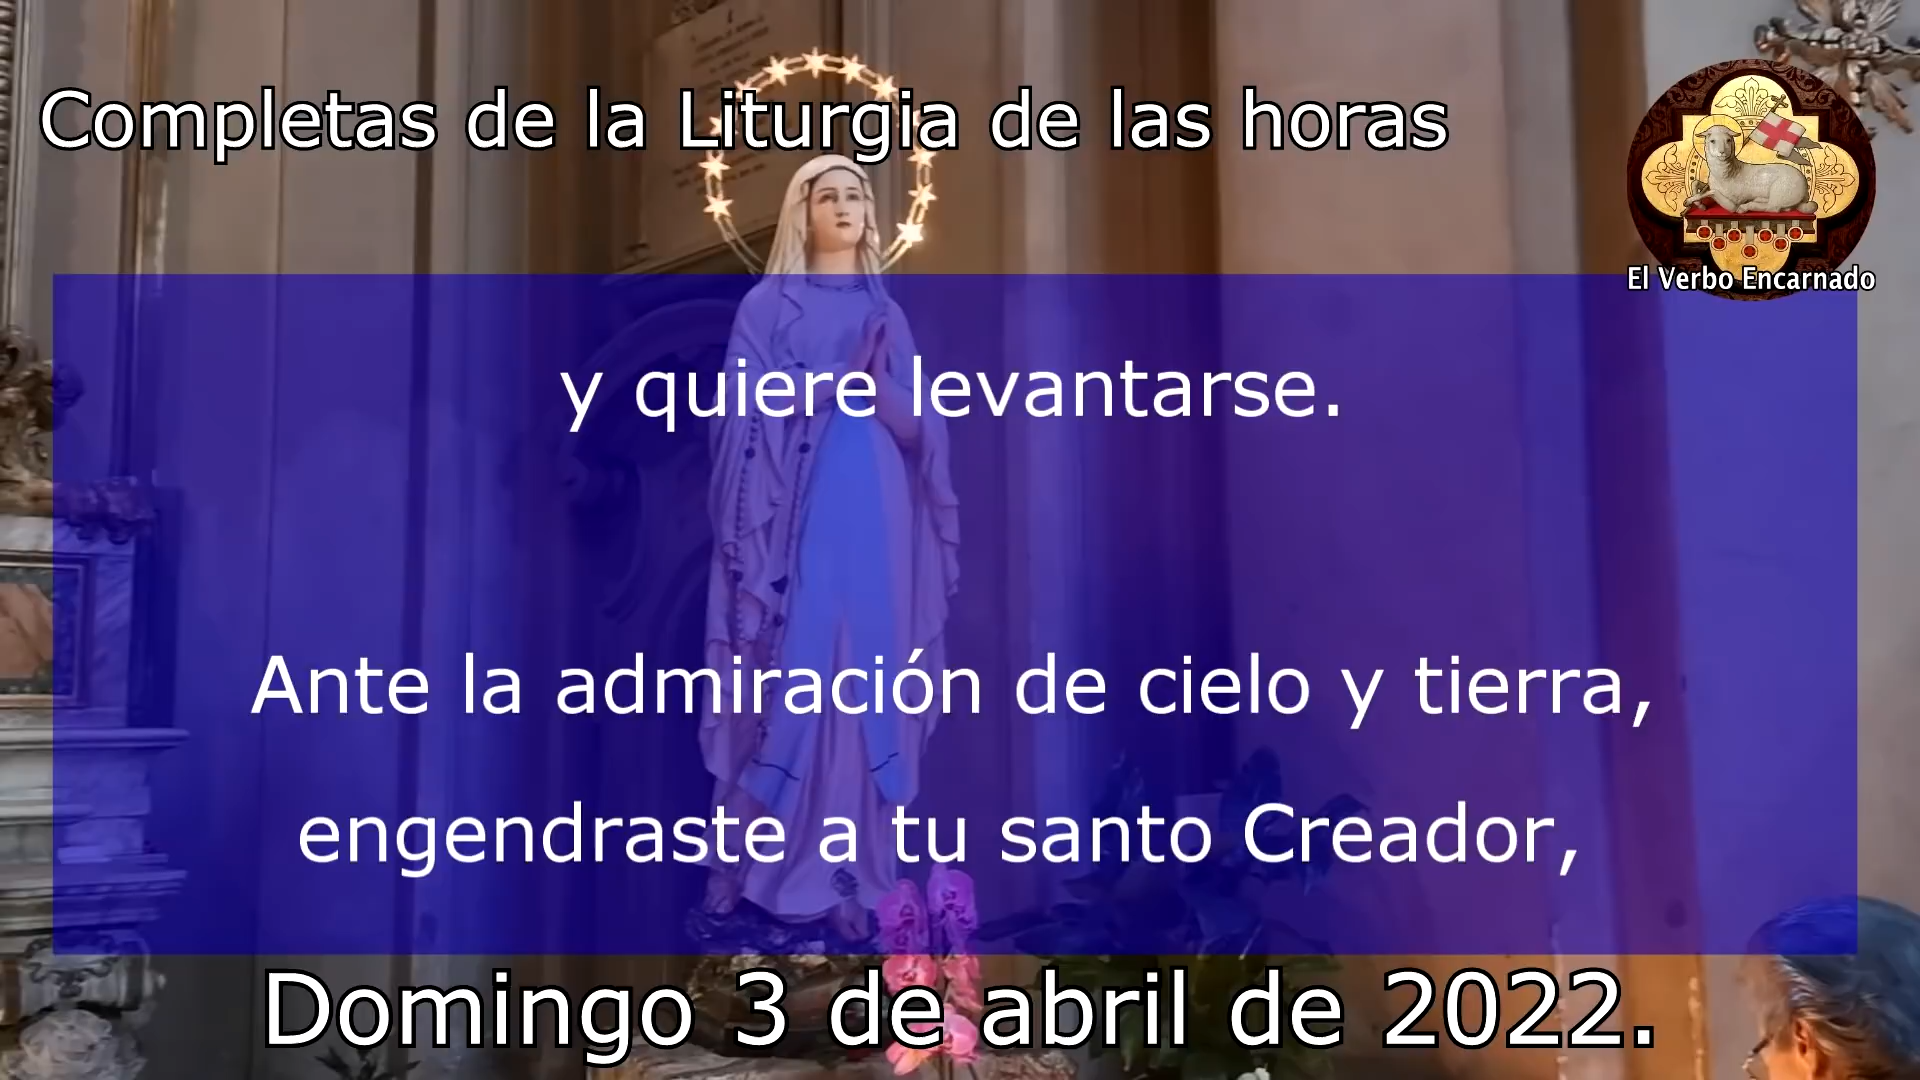 Completas de la Liturgia de las horas
El Verbo Encarnado
y quiere levantarse.
Ante la admiración de cielo y tierra,
engendraste a tu santo Creador,
Domingo 3 de abril de 2022.